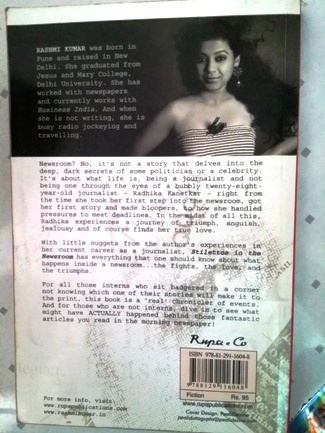 RASHMI KUMAR was born in
Pune and raised in New
Delhi. She graduated from
Jesus and Mary College,
Delhi University. She has
worked with newspapers
and currently works with
Business India. And when
she is not writing, she is
busy radio jockeying and
travelling.
Newsroom? No, it's not a story that delves into the
deep, dark secrets of some politician or a celebrity.
It's about what life is, being a journalist and not
being one through the eyes of a bubbly twenty-eight-
year-old journalist - Radhika Kanetkar - right from
the time she took her first step into the newsroom, got
her first story and made bloopers, to how she handled
pressures to meet deadlines. In the midst of all this,
Radhika experiences a journey of triumph, anguish,
jealousy and of course finds her true love.
With little nuggets from the author's experiences in
her current career as a journalist, Stilettos in the
Newsroom has everything that one should know about what
happens inside a newsroom...the fights, the love, and
the triumphs.
For all those interns who sit badgered in a corner
not knowing which one of their stories will make it to
the print, this book is a 'real' chronicler of events.
And for those who are not interns, dive in to see what
might have ACTUALLY happened behind those fantastic
articles you read in the morning newspaper!
Rupa & Co
ISBN 978-81-291-1604-8
9 788129 116048
Fiction Rs. 95
For more info, visit:
www.rupapublications.com
www.rashmikumar.in
www.rupapublications.com
Cover Design: